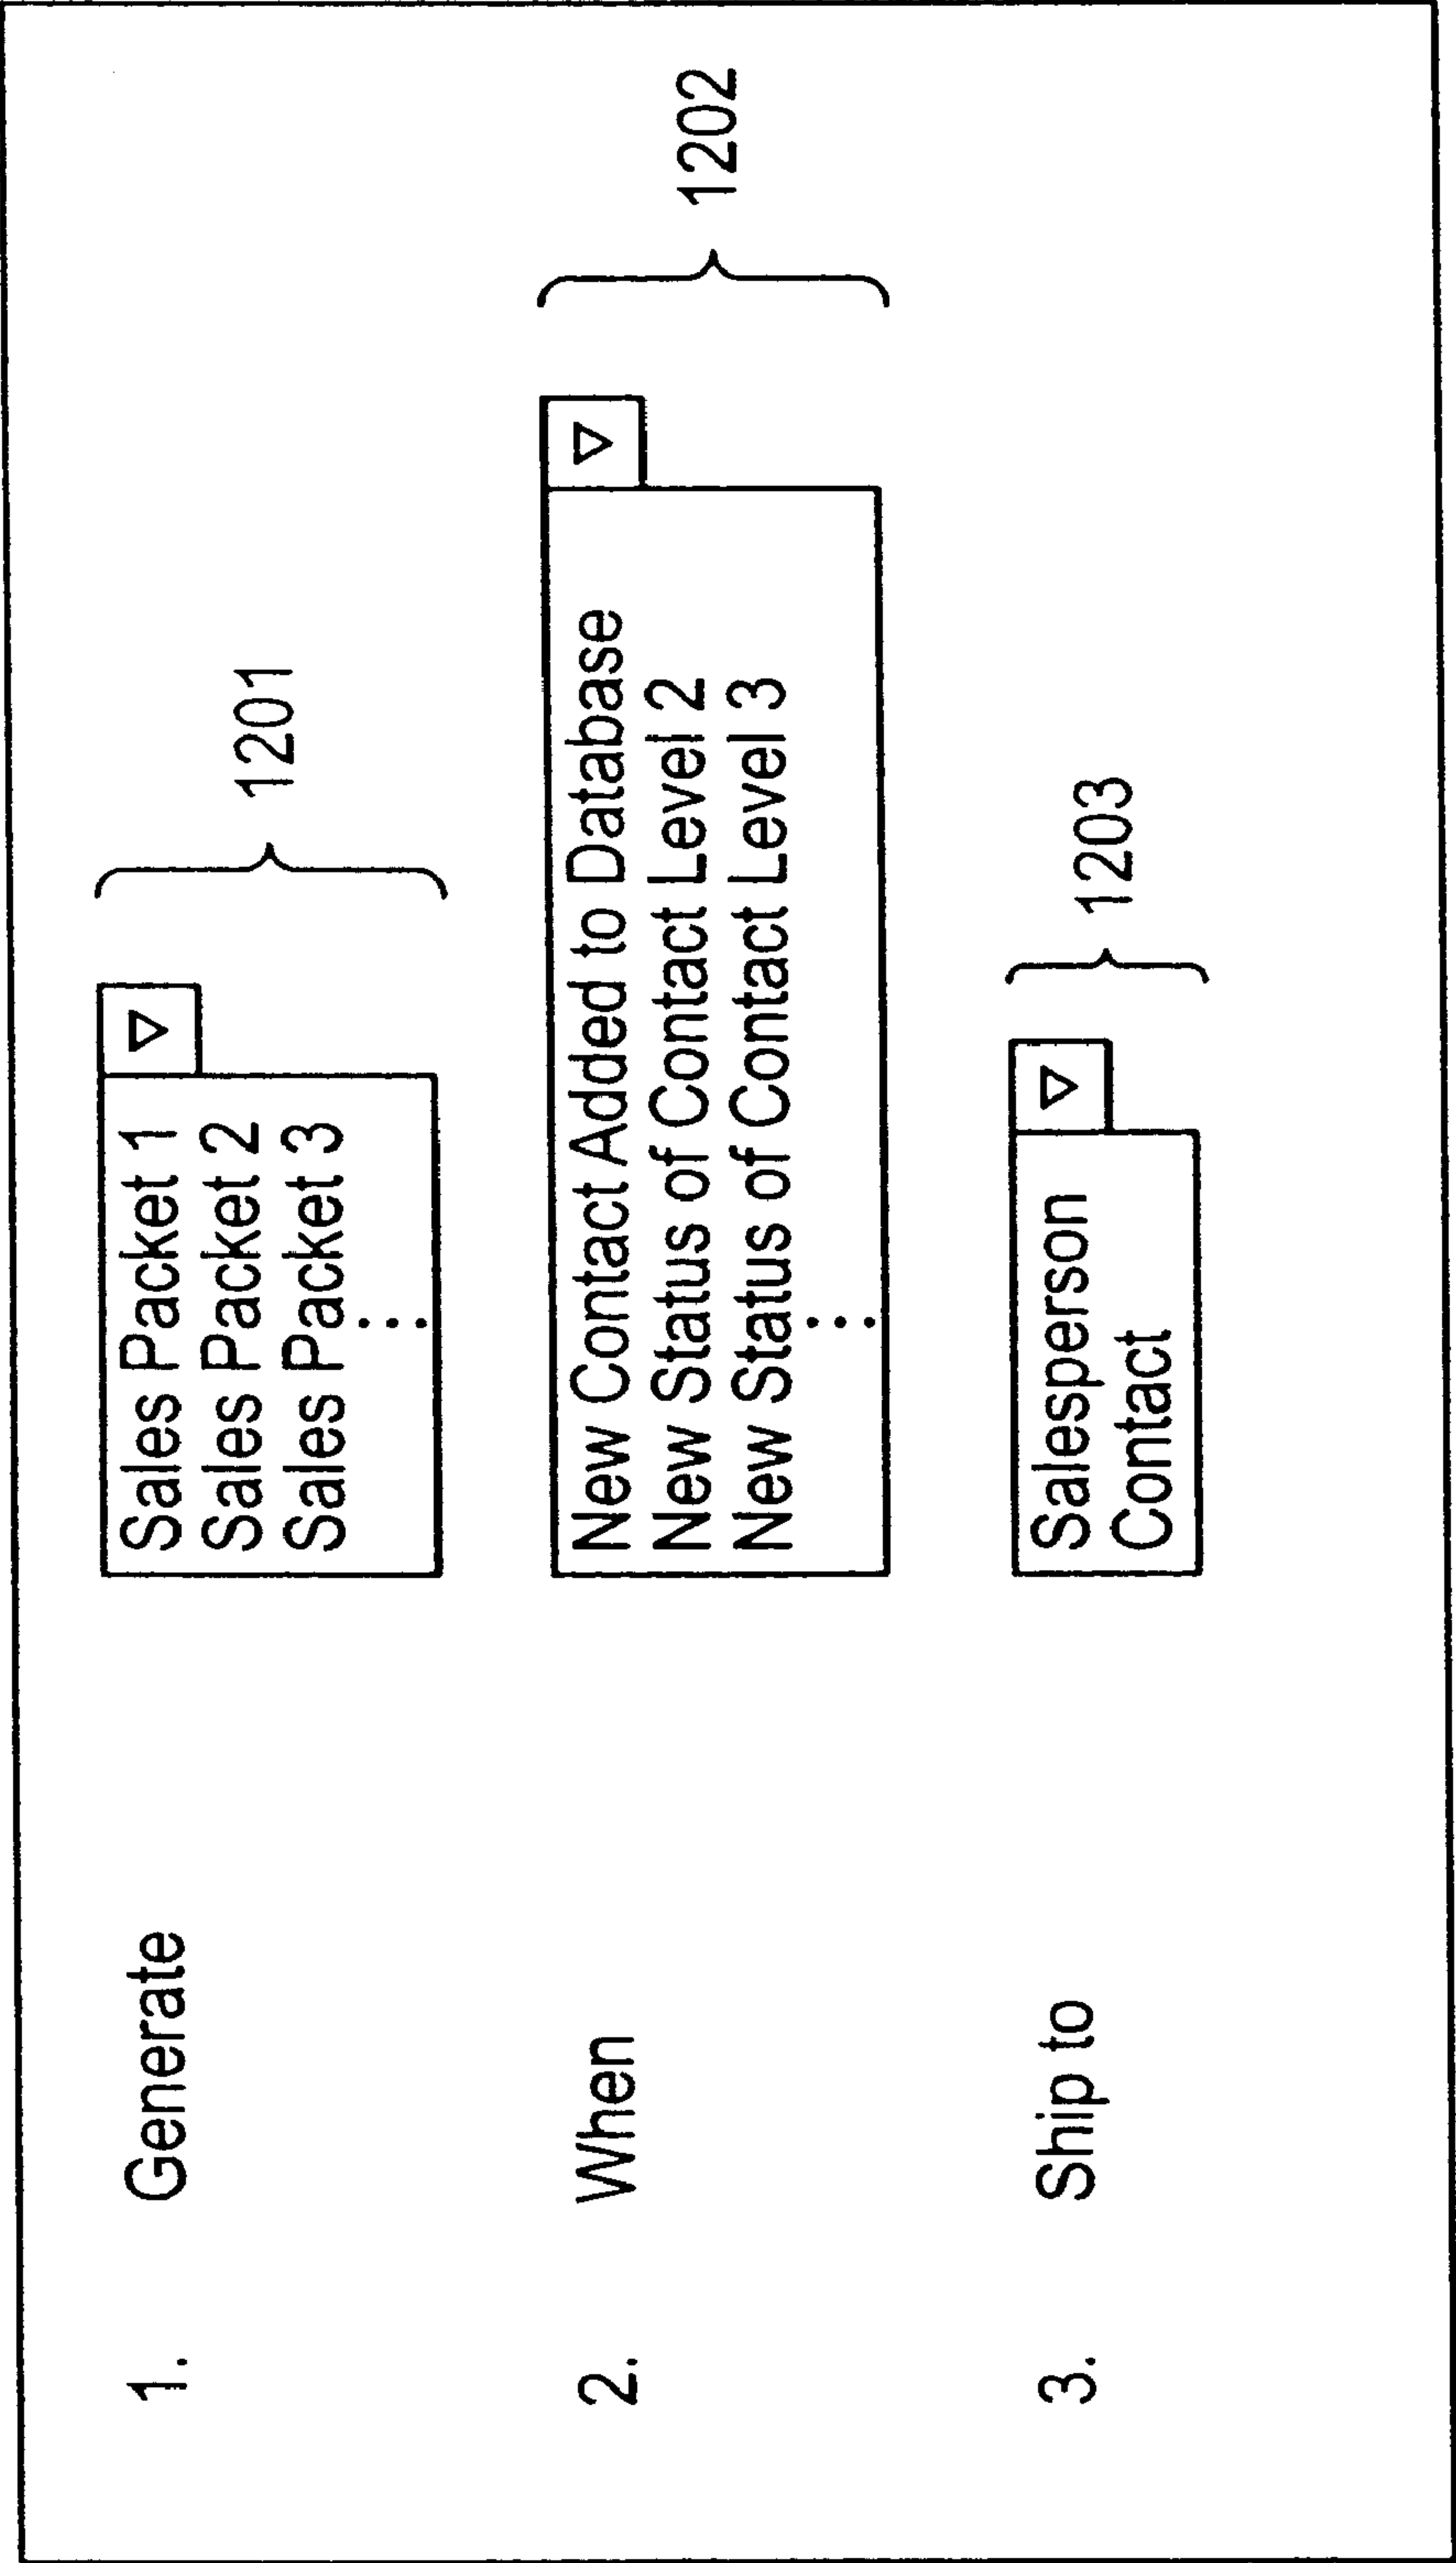 1. Generate
Sales Packet 1
Sales Packet 2
Sales Packet 3
...
1201
2. When
New Contact Added to Database
New Status of Contact Level 2
New Status of Contact Level 3
...
1202
3. Ship to
Salesperson
Contact
1203